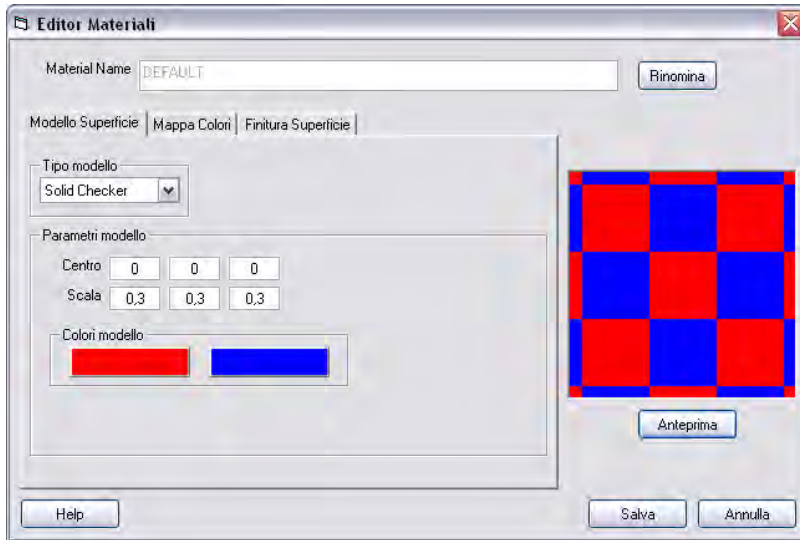 Editor Materiali
Material Name DEFAULT Rinomina
Modello Superficie Mappa Colori Finitura Superficie
Tipo modello
Solid Checker
Parametri modello
Centro 0 0 0
Scala 0,3 0,3 0,3
Colori modello
Anteprima
Help Salva Annulla